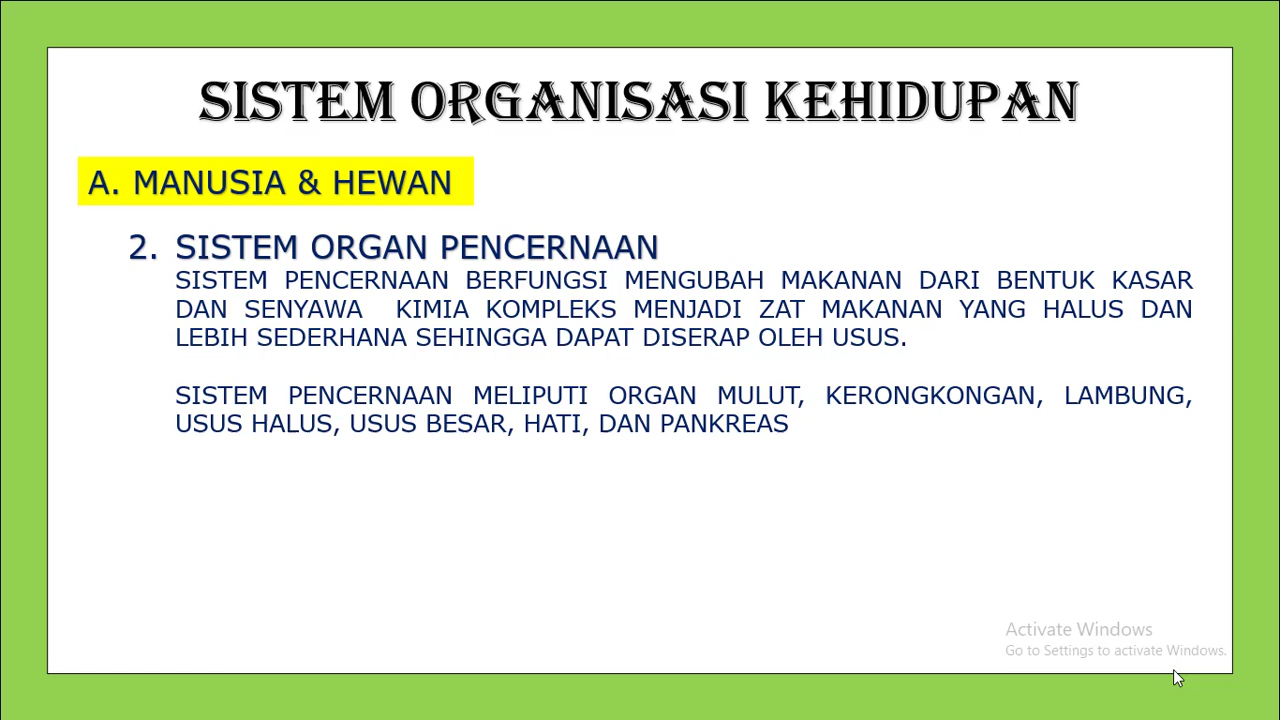 SISTEM ORGANISASI KEHIDUPAN
A. MANUSIA & HEWAN
2. SISTEM ORGAN PENCERNAAN
SISTEM PENCERNAAN BERFUNGSI MENGUBAH MAKANAN DARI BENTUK KASAR
DAN SENYAWA KIMIA KOMPLEKS MENJADI ZAT MAKANAN YANG HALUS DAN
LEBIH SEDERHANA SEHINGGA DAPAT DISERAP OLEH USUS.
SISTEM PENCERNAAN MELIPUTI ORGAN MULUT, KERONGKONGAN, LAMBUNG,
USUS HALUS, USUS BESAR, HATI, DAN PANKREAS
Activate Windows
Go to Settings to activate Windows.